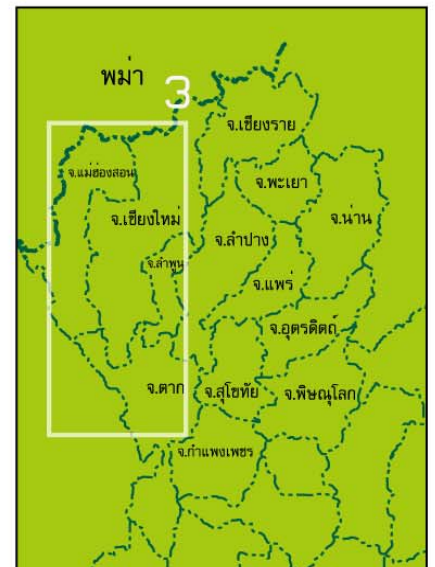 พม่า
3
จ.เชียงราย
จ.แม่ฮ่องสอน
จ.พะเยา
จ.เชียงใหม่
จ.น่าน
จ.ลำปาง
จ.ลำพูน
จ.แพร่
จ.อุตรดิตถ์
จ.ตาก
จ.สุโขทัย
จ.พิษณุโลก
จ.กำแพงเพชร